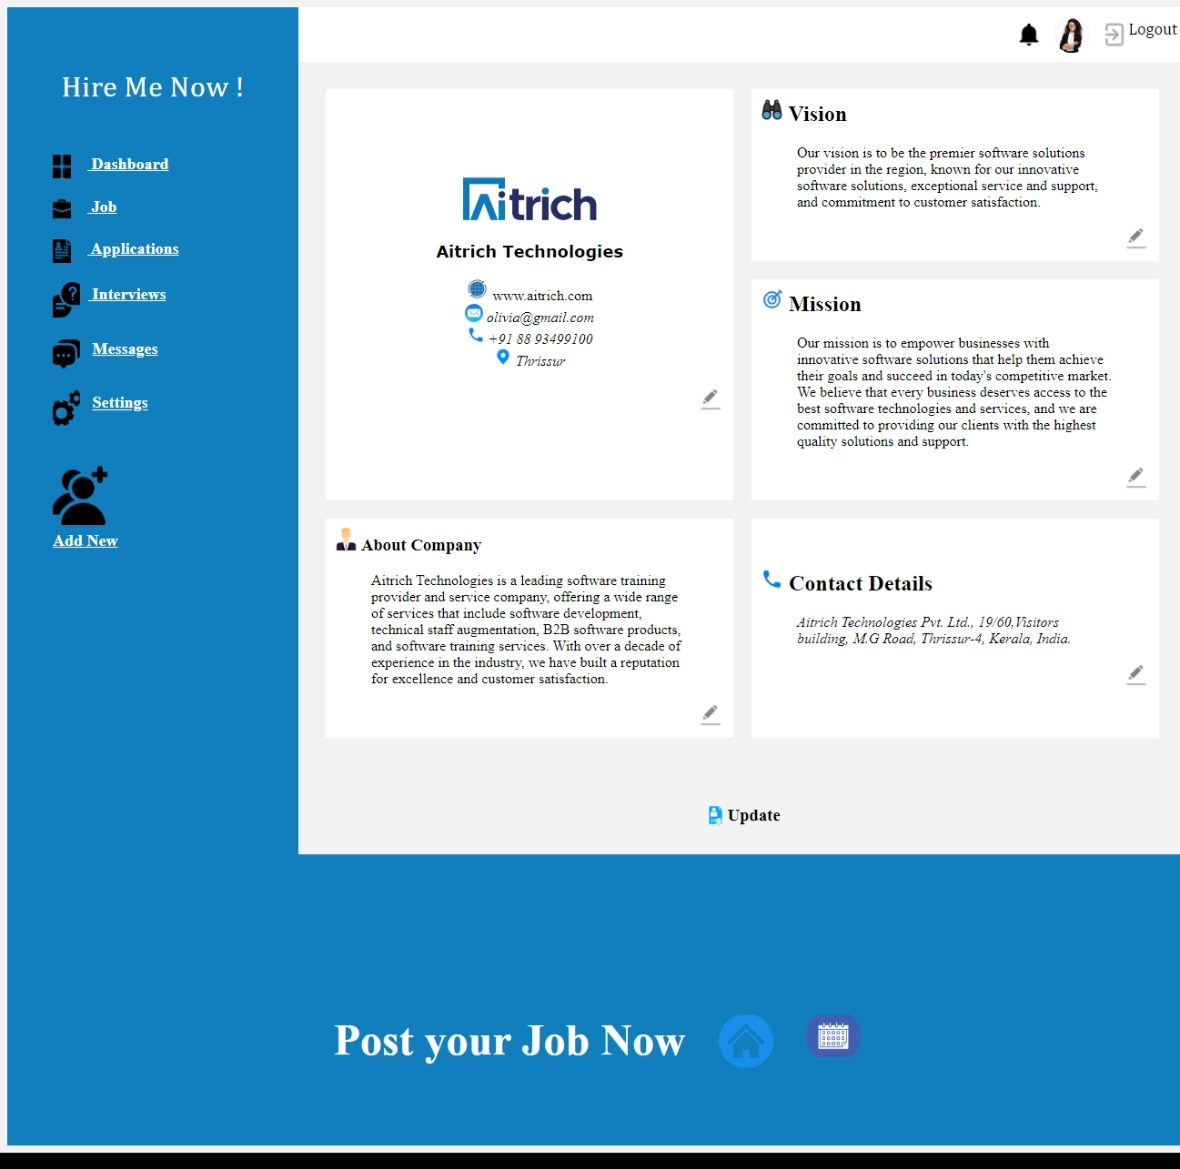 Logout
Hire Me Now !
Dashboard
Job
Applications
Interviews
Messages
Settings
Add New
Aitrich
Aitrich Technologies
www.aitrich.com
olivia@gmail.com
+91 88 93499100
Thrissur
Vision
Our vision is to be the premier software solutions
provider in the region, known for our innovative
software solutions, exceptional service and support,
and commitment to customer satisfaction.
Mission
Our mission is to empower businesses with
innovative software solutions that help them achieve
their goals and succeed in today's competitive market.
We believe that every business deserves access to the
best software technologies and services, and we are
committed to providing our clients with the highest
quality solutions and support.
About Company
Aitrich Technologies is a leading software training
provider and service company, offering a wide range
of services that include software development,
technical staff augmentation, B2B software products,
and software training services. With over a decade of
experience in the industry, we have built a reputation
for excellence and customer satisfaction.
Contact Details
Aitrich Technologies Pvt. Ltd., 19/60,Visitors
building, M.G Road, Thrissur-4, Kerala, India.
Update
Post your Job Now